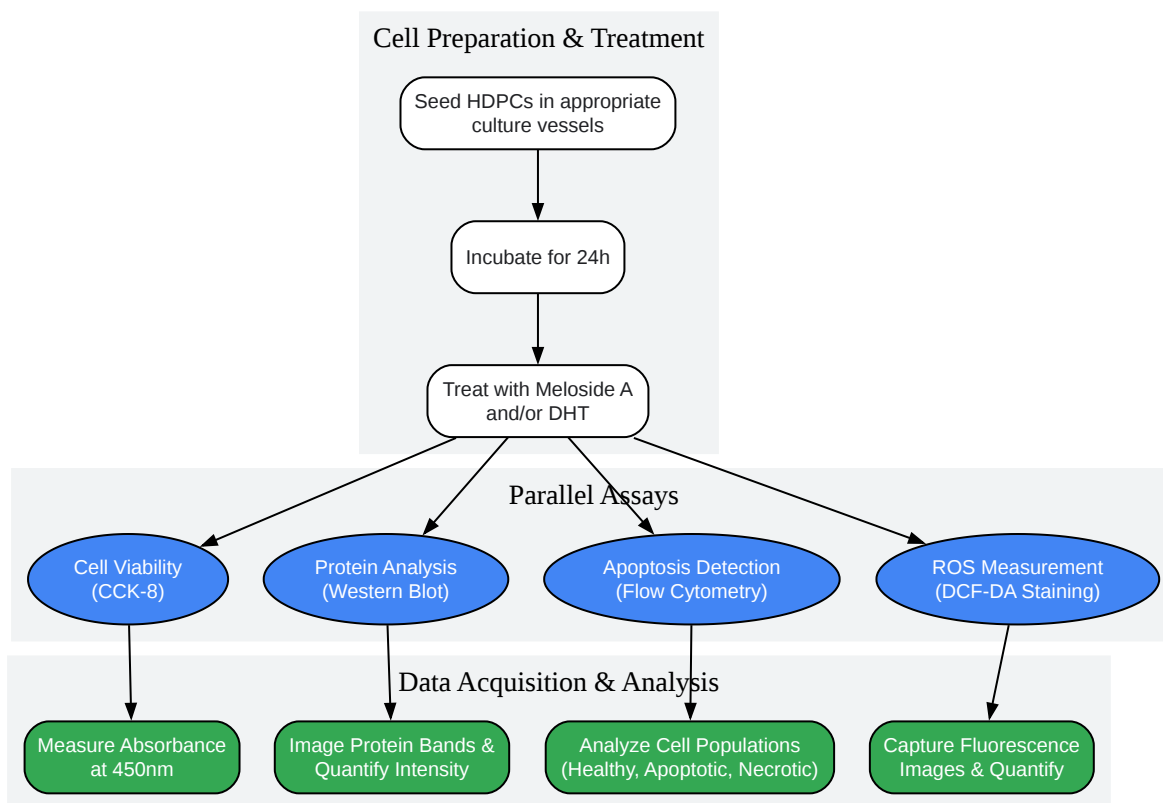 Cell Preparation & Treatment
Seed HDPCs in appropriate
culture vessels
Incubate for 24h
Treat with Meloside A
and/or DHT
Parallel Assays
Cell Viability
(CCK-8)
Protein Analysis
(Western Blot)
Apoptosis Detection
(Flow Cytometry)
ROS Measurement
(DCF-DA Staining)
Data Acquisition & Analysis
Measure Absorbance
at 450nm
Image Protein Bands &
Quantify Intensity
Analyze Cell Populations
(Healthy, Apoptotic, Necrotic)
Capture Fluorescence
Images & Quantify